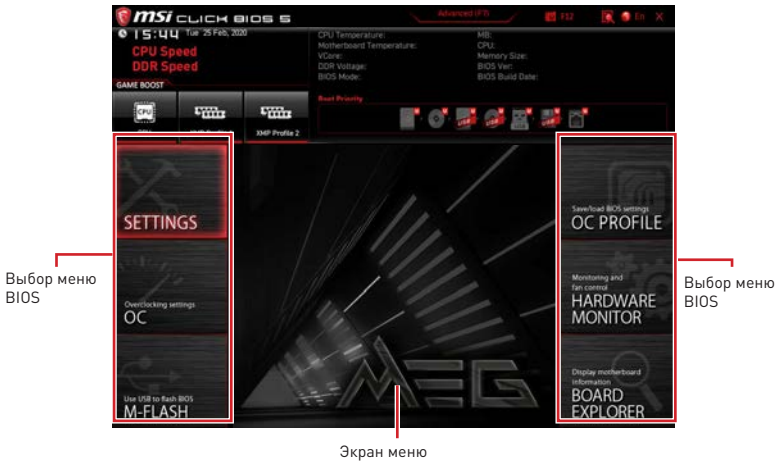 msi CLICK BIOS 5
Advanced (F7)
F12
En
X
15:44 Tue 25 Feb, 2020
CPU Speed
DDR Speed
CPU Temperature:
Motherboard Temperature:
VCore:
DDR Voltage:
BIOS Mode:
MB:
CPU:
Memory Size:
BIOS Ver:
BIOS Build Date:
GAME BOOST
Boot Priority
CPU
XMP Profile 2
SETTINGS
Overclocking settings
OC
Use USB to flash BIOS
M-FLASH
Save/load BIOS settings
OC PROFILE
Monitoring and
fan control
HARDWARE
MONITOR
Display motherboard
information
BOARD
EXPLORER
MEG
Выбор меню
BIOS
Выбор меню
BIOS
Экран меню